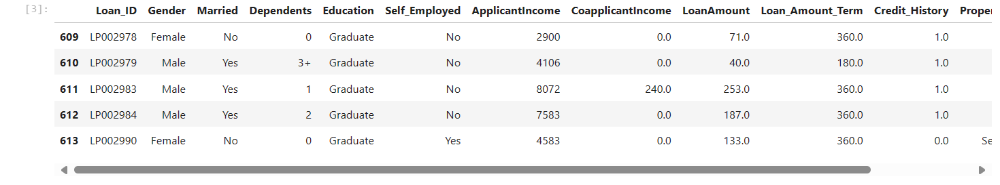 [3]:
Loan_ID Gender Married Dependents Education Self_Employed ApplicantIncome CoapplicantIncome LoanAmount Loan_Amount_Term Credit_History Proper
609 LP002978 Female No 0 Graduate No 2900 0.0 71.0 360.0 1.0
610 LP002979 Male Yes 3+ Graduate No 4106 0.0 40.0 180.0 1.0
611 LP002983 Male Yes 1 Graduate No 8072 240.0 253.0 360.0 1.0
612 LP002984 Male Yes 2 Graduate No 7583 0.0 187.0 360.0 1.0
613 LP002990 Female No 0 Graduate Yes 4583 0.0 133.0 360.0 0.0 Se